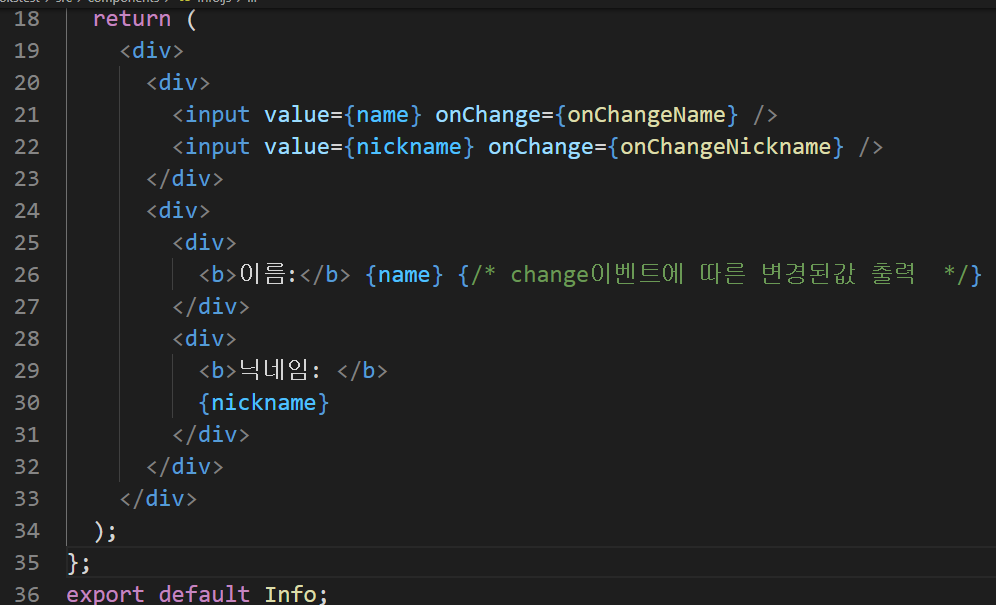 18 return (
19 <div>
20 <div>
21 <input value={name} onChange={onChangeName} />
22 <input value={nickname} onChange={onChangeNickname} />
23 </div>
24 <div>
25 <div>
26 <b>이름:</b> {name} {/* change이벤트에 따른 변경된값 출력  */}
27 </div>
28 <div>
29 <b>닉네임: </b>
30 {nickname}
31 </div>
32 </div>
33 </div>
34 );
35 };
36 export default Info;